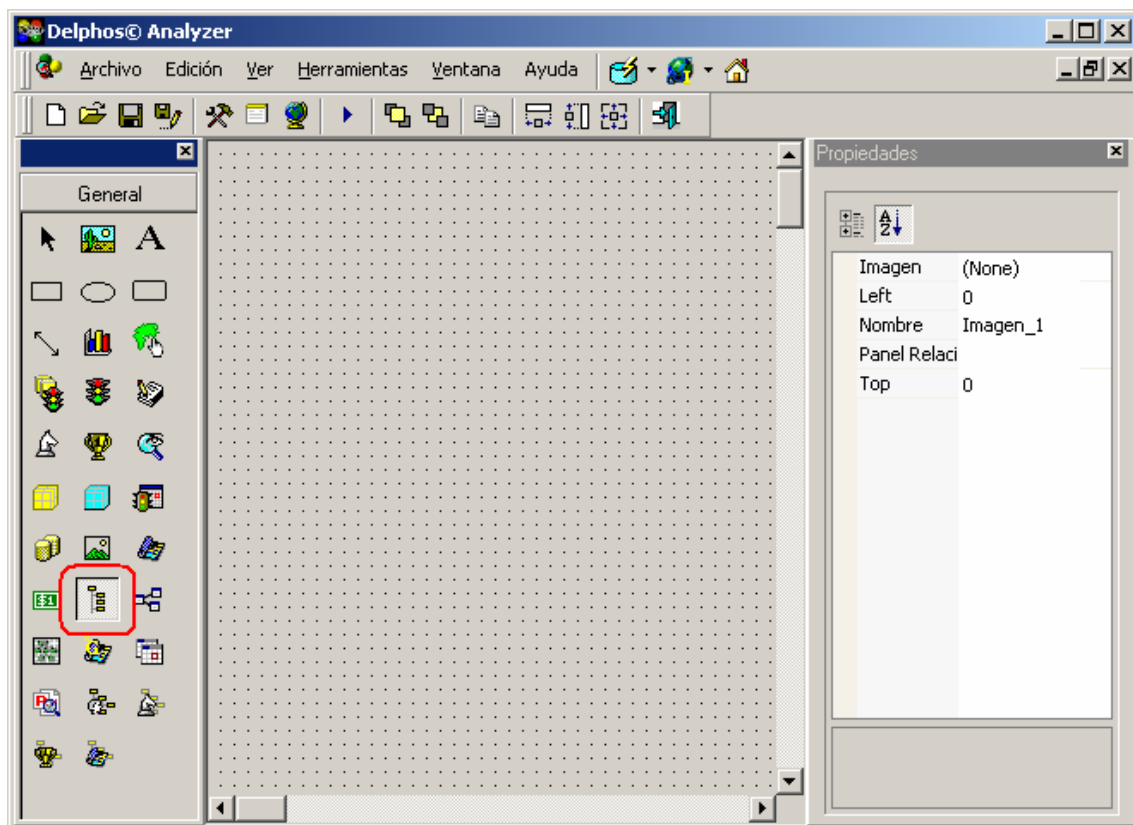 Delphos© Analyzer
Archivo Edición Ver Herramientas Ventana Ayuda
Propiedades
General
A
A
Z
Imagen (None)
Left 0
Nombre Imagen_1
Panel Relaci
Top 0
$1
P